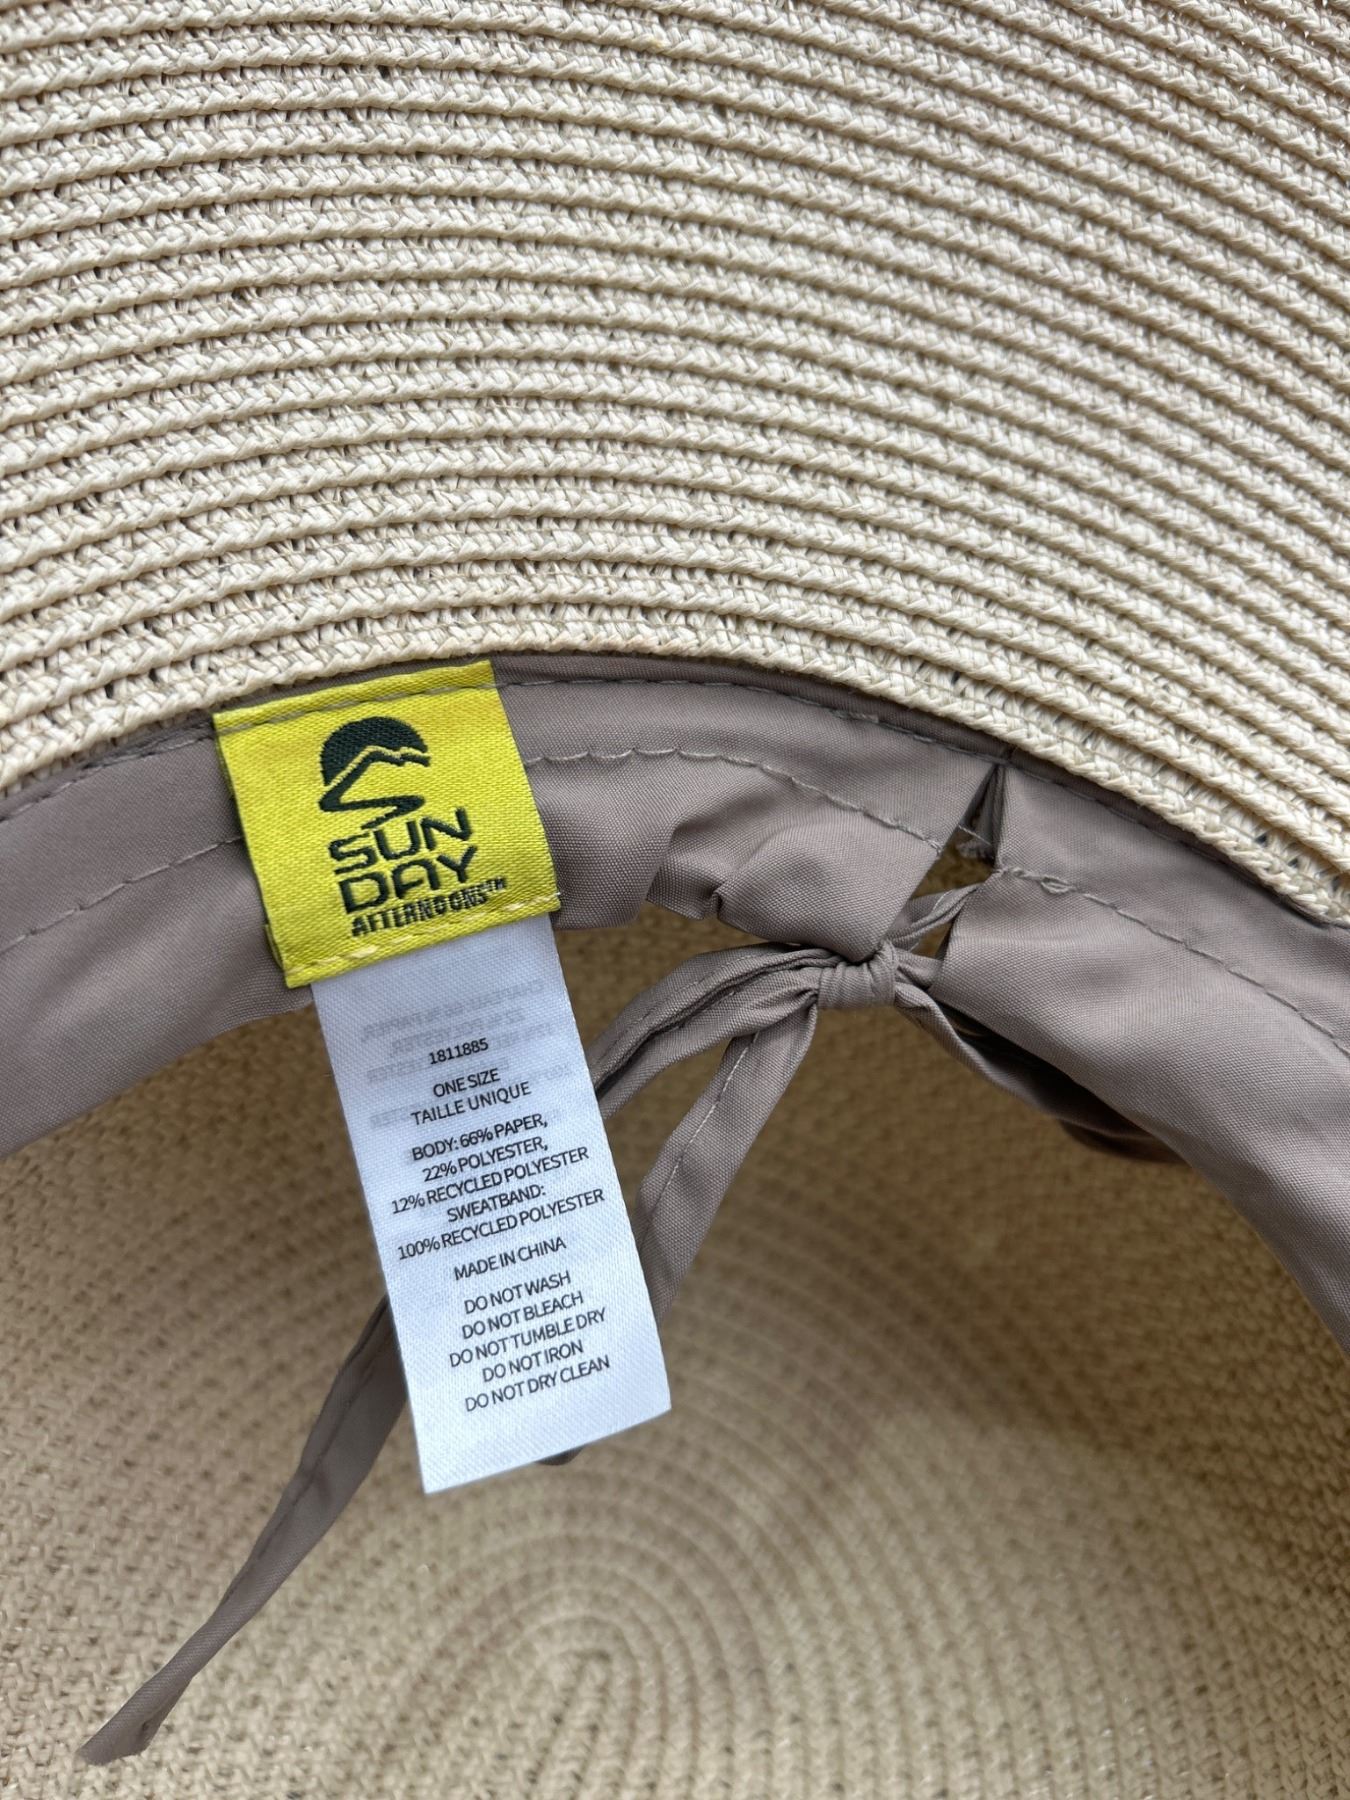 SUN
DAY
AFTERNOONS™
1811885
ONE SIZE
TAILLE UNIQUE
BODY: 66% PAPER,
22% POLYESTER,
12% RECYCLED POLYESTER
SWEATBAND:
100% RECYCLED POLYESTER
MADE IN CHINA
DO NOT WASH
DO NOT BLEACH
DO NOT TUMBLE DRY
DO NOT IRON
DO NOT DRY CLEAN